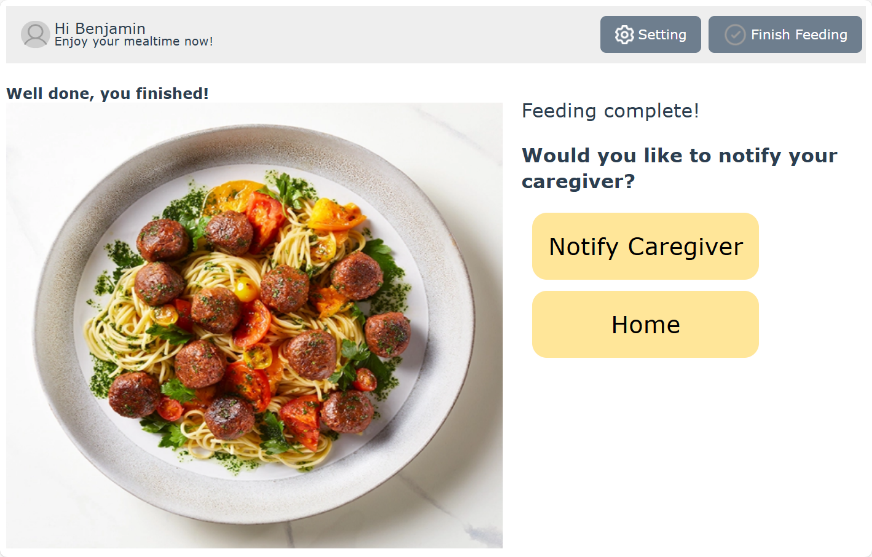 Hi Benjamin
Enjoy your mealtime now!
Setting
Finish Feeding
Well done, you finished!
Feeding complete!
Would you like to notify your
caregiver?
Notify Caregiver
Home